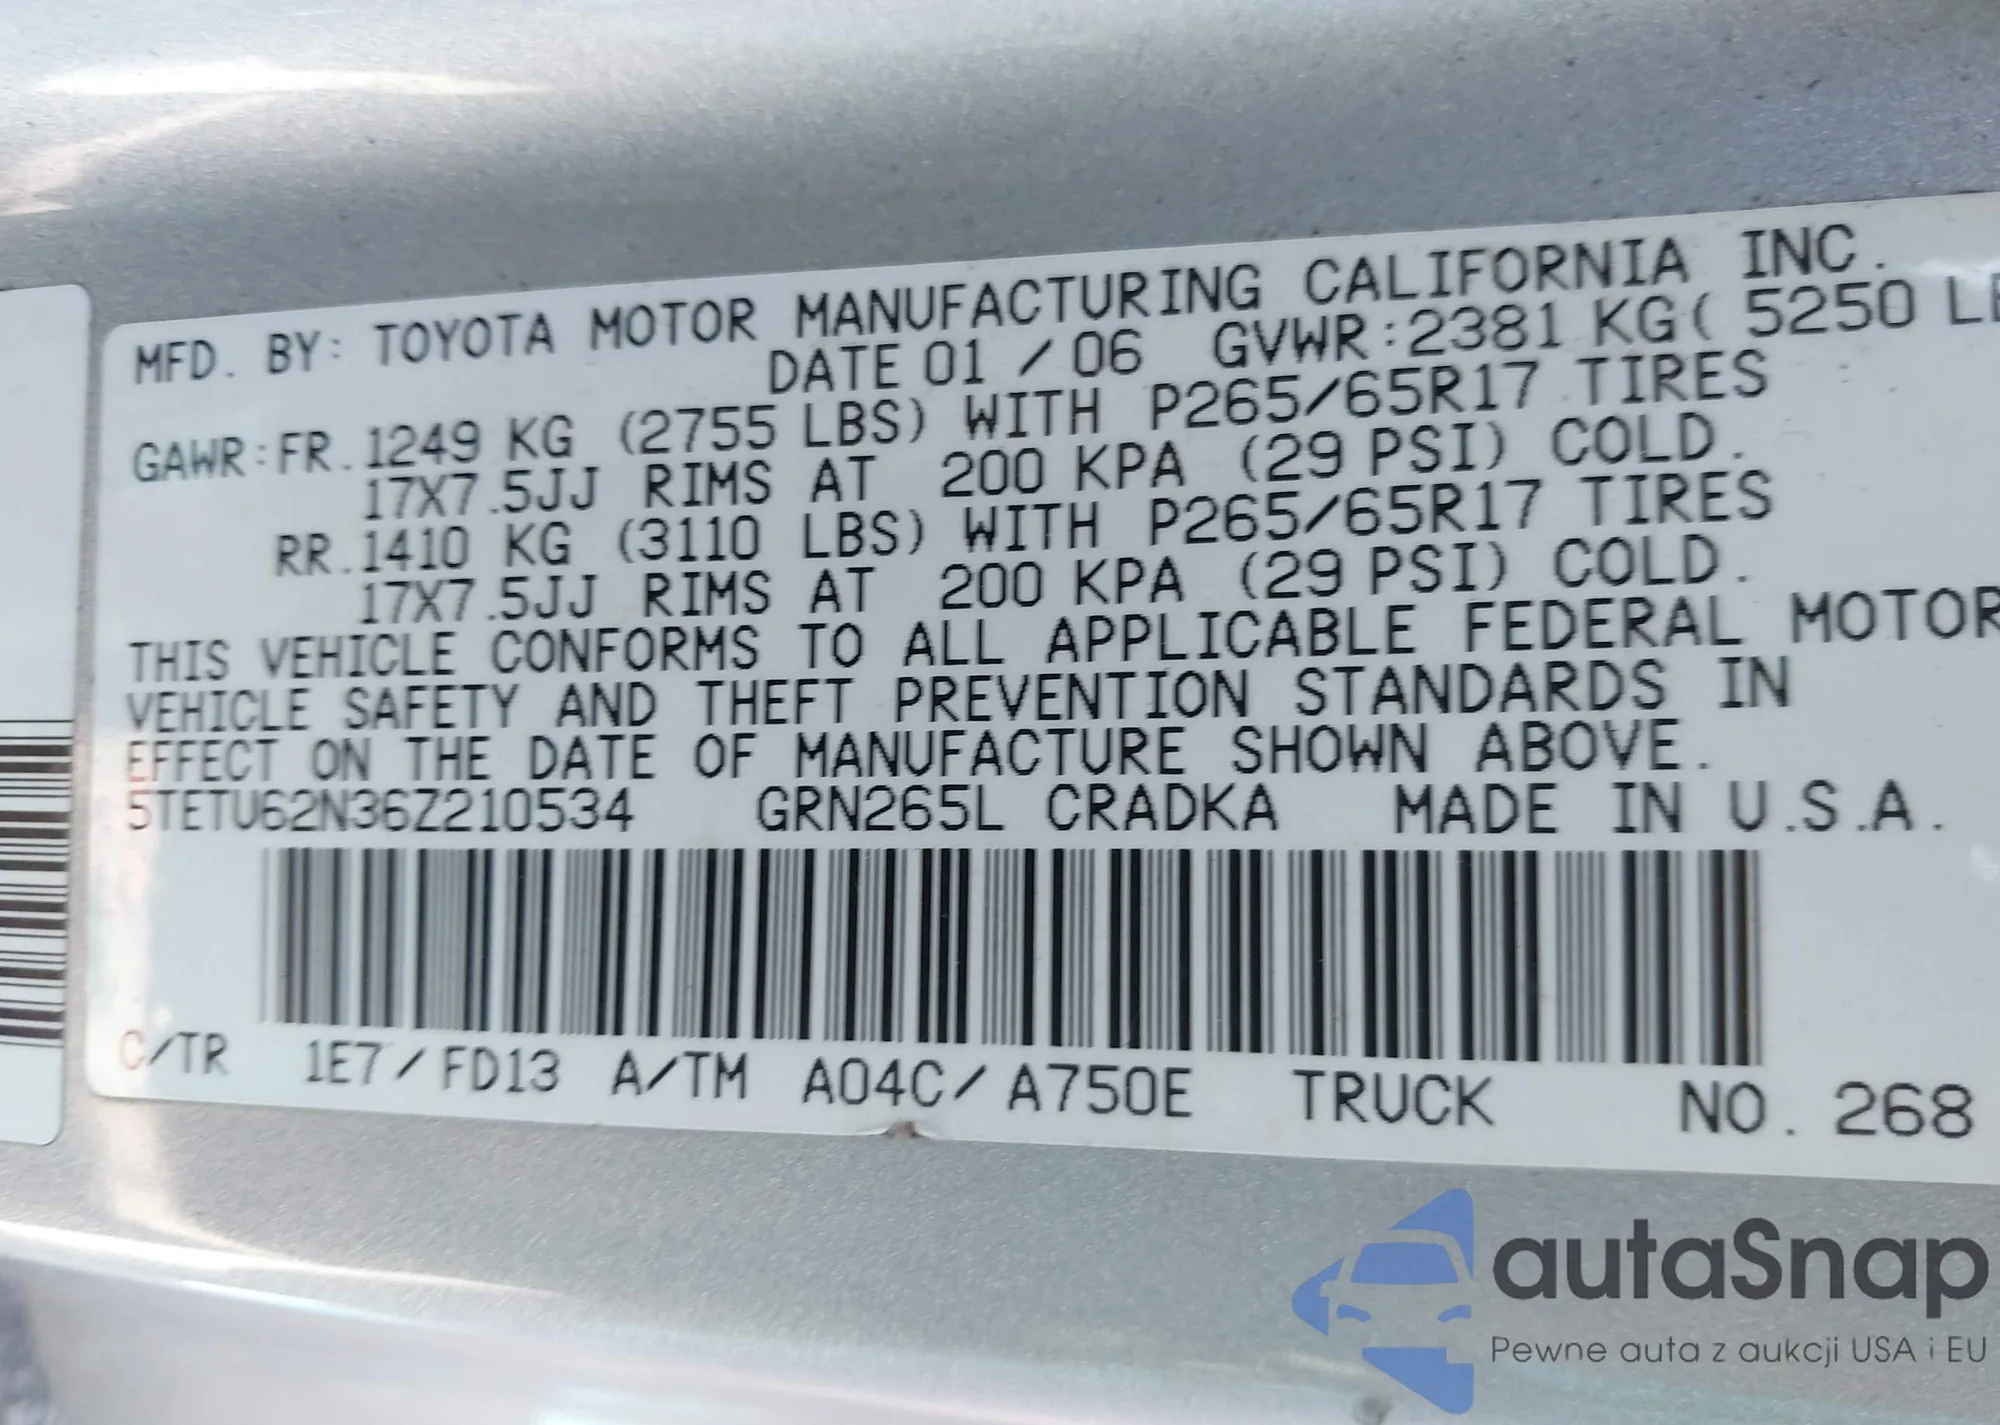 MFD. BY: TOYOTA MOTOR MANUFACTURING CALIFORNIA INC.
DATE 01 / 06 GVWR:2381 KG( 5250 LB
GAWR:FR.1249 KG (2755 LBS) WITH P265/65R17 TIRES
17X7.5JJ RIMS AT 200 KPA (29 PSI) COLD.
RR.1410 KG (3110 LBS) WITH P265/65R17 TIRES
17X7.5JJ RIMS AT 200 KPA (29 PSI) COLD.
THIS VEHICLE CONFORMS TO ALL APPLICABLE FEDERAL MOTOR
VEHICLE SAFETY AND THEFT PREVENTION STANDARDS IN
EFFECT ON THE DATE OF MANUFACTURE SHOWN ABOVE.
5TETU62N36Z210534 GRN265L CRADKA MADE IN U.S.A.
C/TR 1E7/FD13 A/TM A04C/A750E TRUCK NO. 268
autaSnap
Pewne auta z aukcji USA i EU